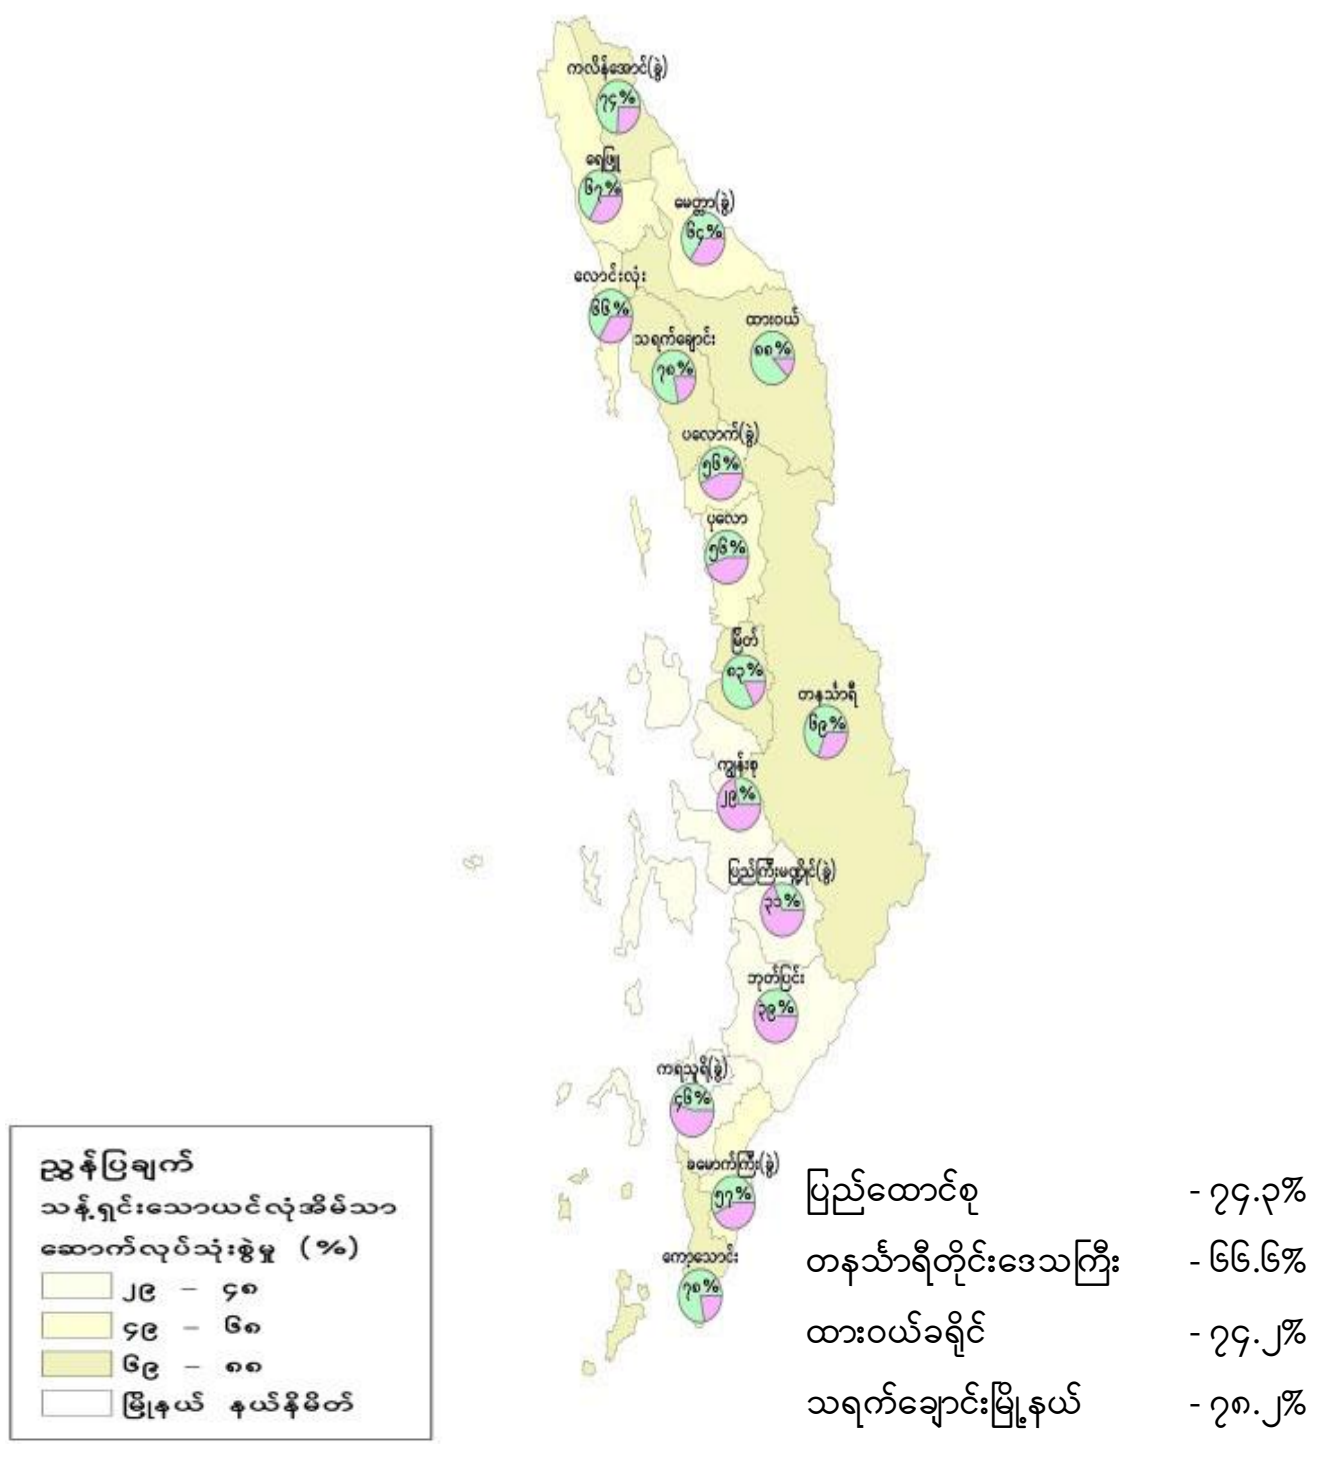 ကလိန်အောင်(ခွဲ)
၇၄%
ရေဖြူ
၆၇%
မေတ္တာ(ခွဲ)
၆၄%
လောင်းလုံး
၆၆%
ထားဝယ်
၈၈%
သရက်ချောင်း
၇၈%
ပလောက်(ခွဲ)
၅၆%
ပုလော
၅၆%
မြိတ်
၈၃%
တနင်္သာရီ
၆၉%
ကျွန်းစု
၂၉%
ပြည်ကြီးမဏ္ဍိုင်(ခွဲ)
၃၁%
ဘုတ်ပြင်း
၃၉%
ကရသူရိ(ခွဲ)
၄၆%
ခမောက်ကြီး(ခွဲ)
၅၇%
ကော့သောင်း
၇၈%
ညွှန်ပြချက်
သန့်ရှင်းသောယင်လုံအိမ်သာ
ဆောက်လုပ်သုံးစွဲမှု (%)
၂၉ – ၄၈
၄၉ – ၆၈
၆၉ – ၈၈
မြို့နယ် နယ်နိမိတ်
ပြည်ထောင်စု - ၇၄.၃%
တနင်္သာရီတိုင်းဒေသကြီး - ၆၆.၆%
ထားဝယ်ခရိုင် - ၇၄.၂%
သရက်ချောင်းမြို့နယ် - ၇၈.၂%